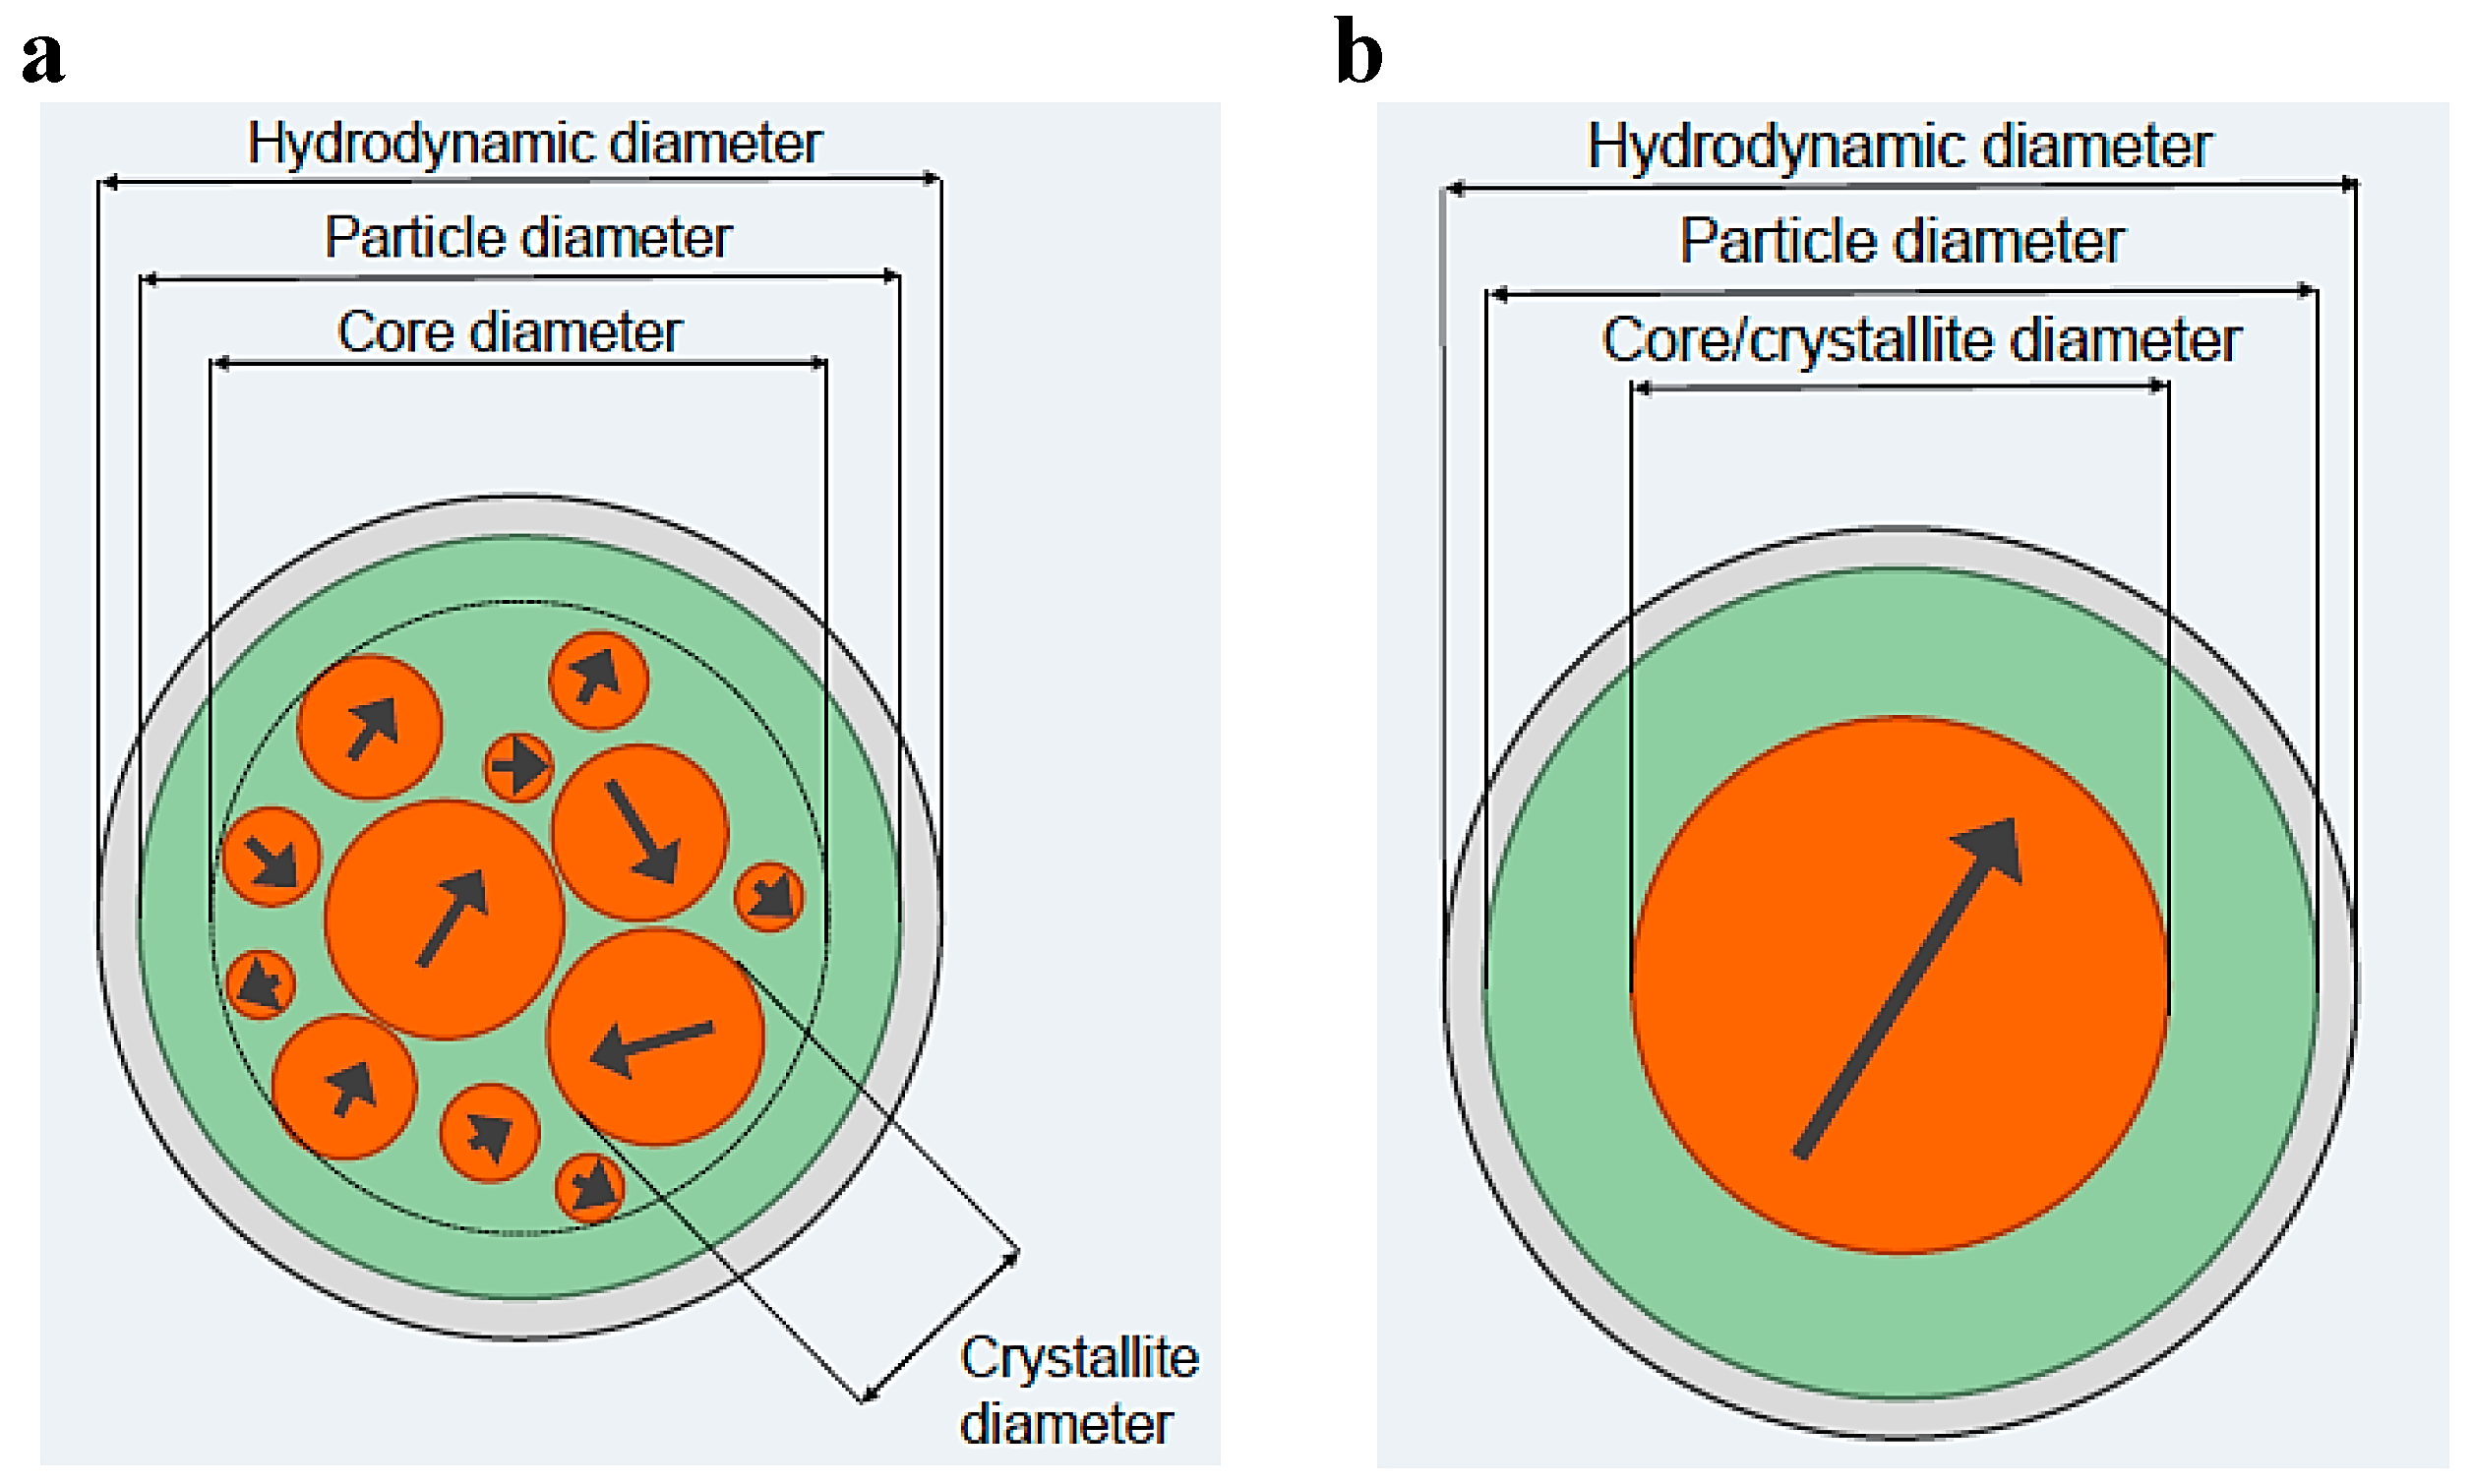 a
Hydrodynamic diameter
Particle diameter
Core diameter
Crystallite
diameter
b
Hydrodynamic diameter
Particle diameter
Core/crystallite diameter